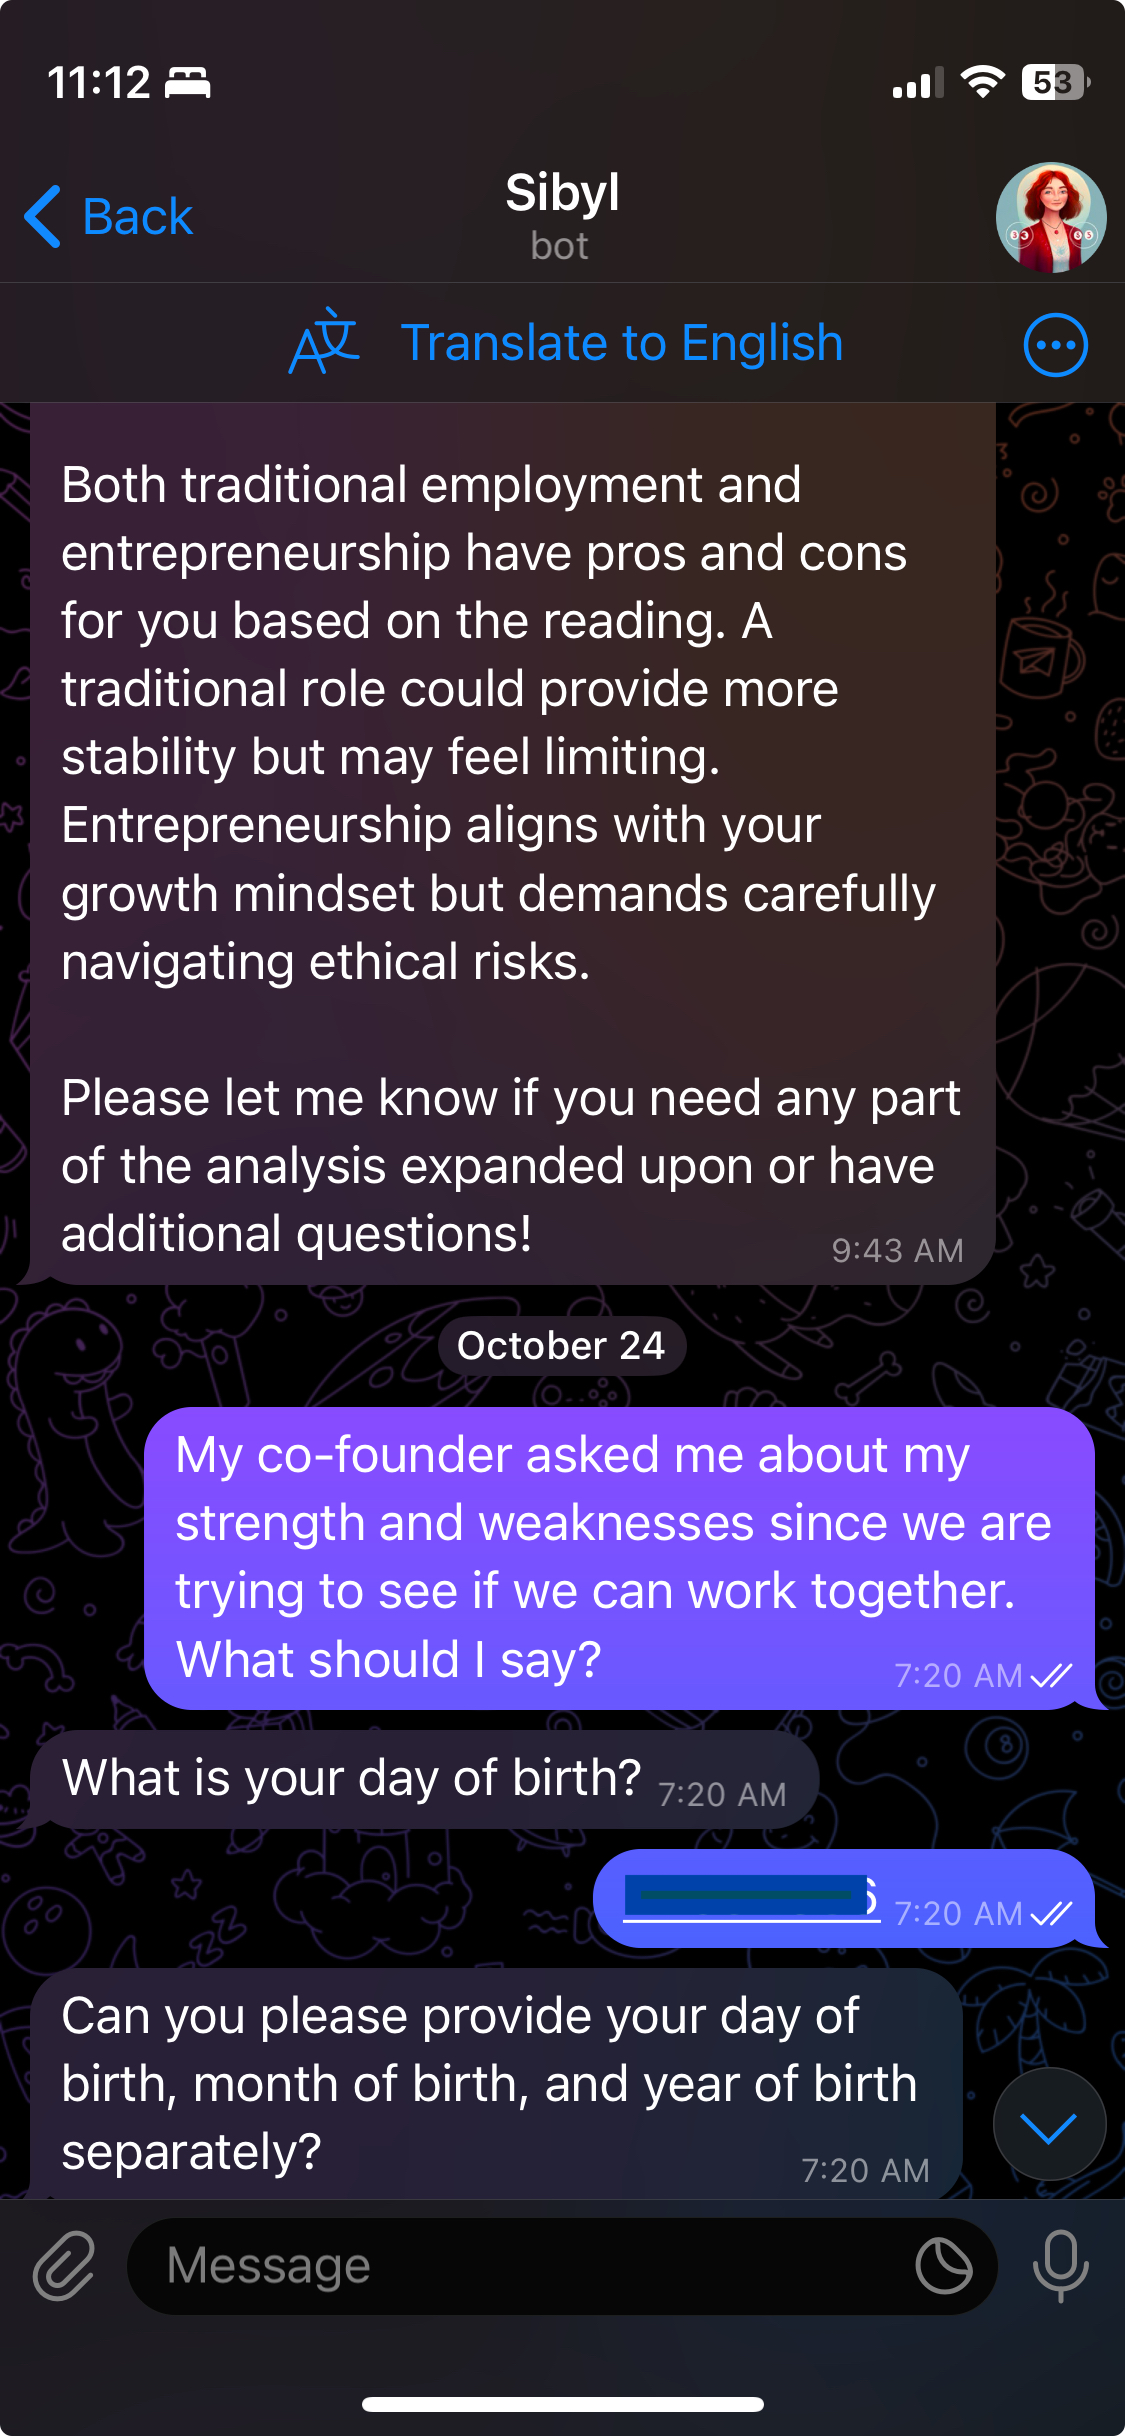 11:12
53
Back
Sibyl
bot
Translate to English
Both traditional employment and
entrepreneurship have pros and cons
for you based on the reading. A
traditional role could provide more
stability but may feel limiting.
Entrepreneurship aligns with your
growth mindset but demands carefully
navigating ethical risks.
Please let me know if you need any part
of the analysis expanded upon or have
additional questions!
9:43 AM
October 24
My co-founder asked me about my
strength and weaknesses since we are
trying to see if we can work together.
What should I say?
7:20 AM
What is your day of birth? 7:20 AM
7:20 AM
Can you please provide your day of
birth, month of birth, and year of birth
separately?
7:20 AM
Message